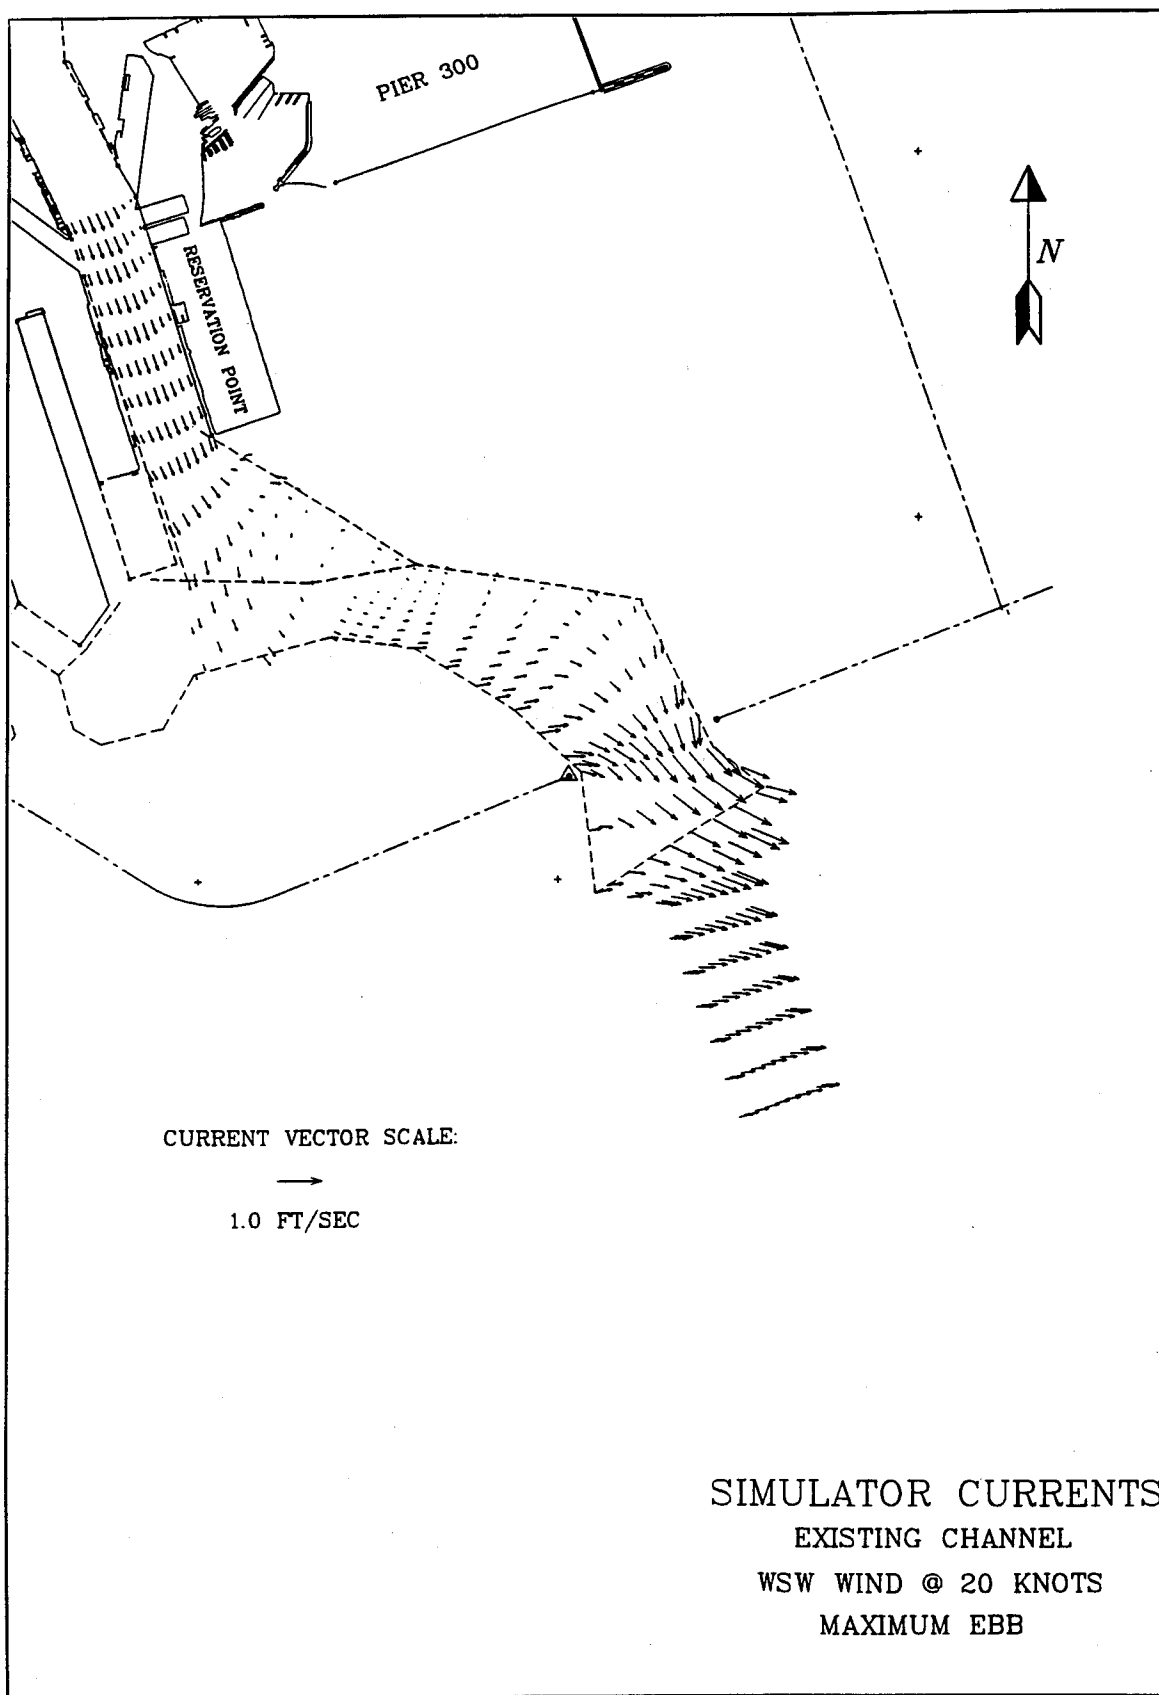 PIER 300
N
RESERVATION POINT
CURRENT VECTOR SCALE:
1.0 FT/SEC
SIMULATOR CURRENTS
EXISTING CHANNEL
WSW WIND @ 20 KNOTS
MAXIMUM EBB